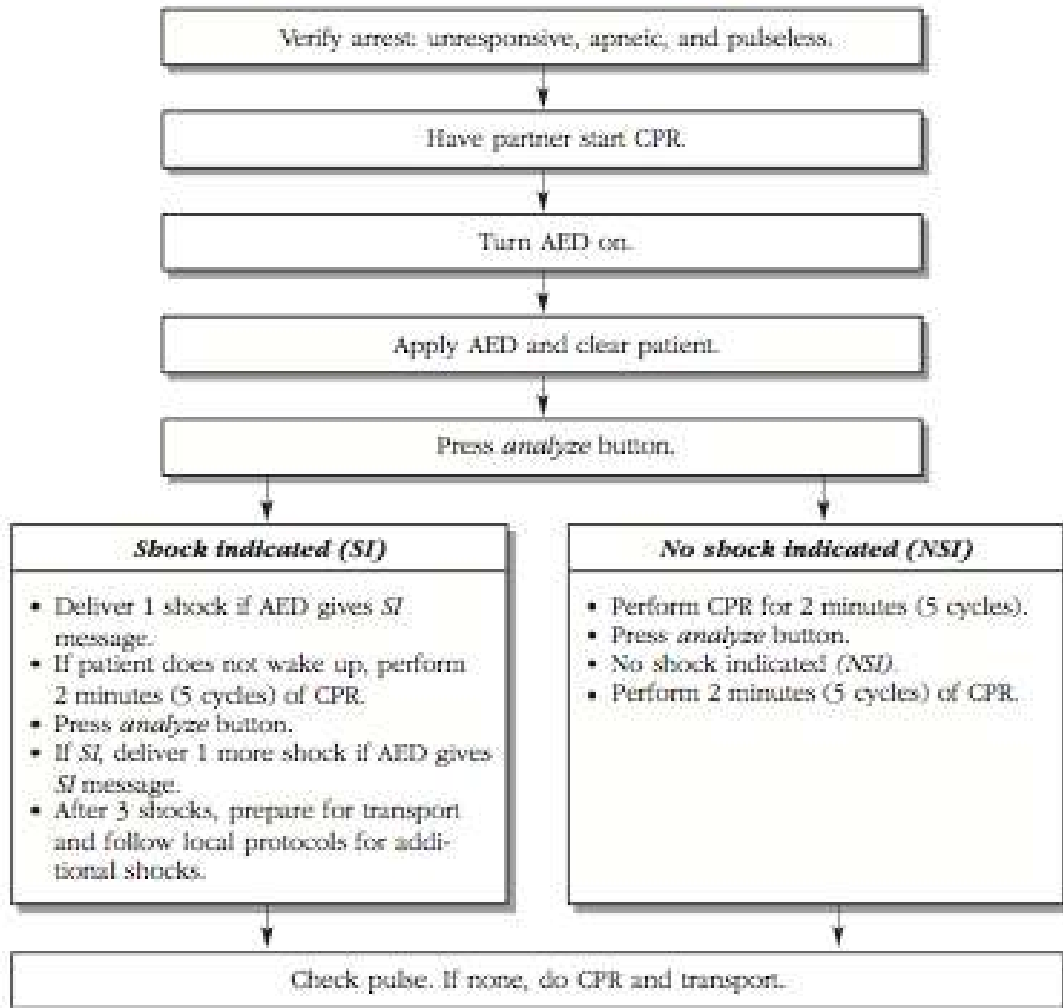 Verify arrest: unresponsive, apneic, and pulseless.
Have partner start CPR.
Turn AED on.
Apply AED and clear patient.
Press analyze button.
Shock indicated (SI)
• Deliver 1 shock if AED gives SI
message.
• If patient does not wake up, perform
2 minutes (5 cycles) of CPR.
• Press analyze button.
• If SI, deliver 1 more shock if AED gives
SI message.
• After 3 shocks, prepare for transport
and follow local protocols for addi-
tional shocks.
No shock indicated (NSI)
• Perform CPR for 2 minutes (5 cycles).
• Press analyze button.
• No shock indicated (NSI).
• Perform 2 minutes (5 cycles) of CPR.
Check pulse. If none, do CPR and transport.